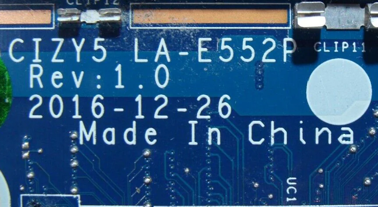 CLIP12
CIZY5 LA-E552P
CLIP11
Rev:1.0
2016-12-26
Made In China
UC1